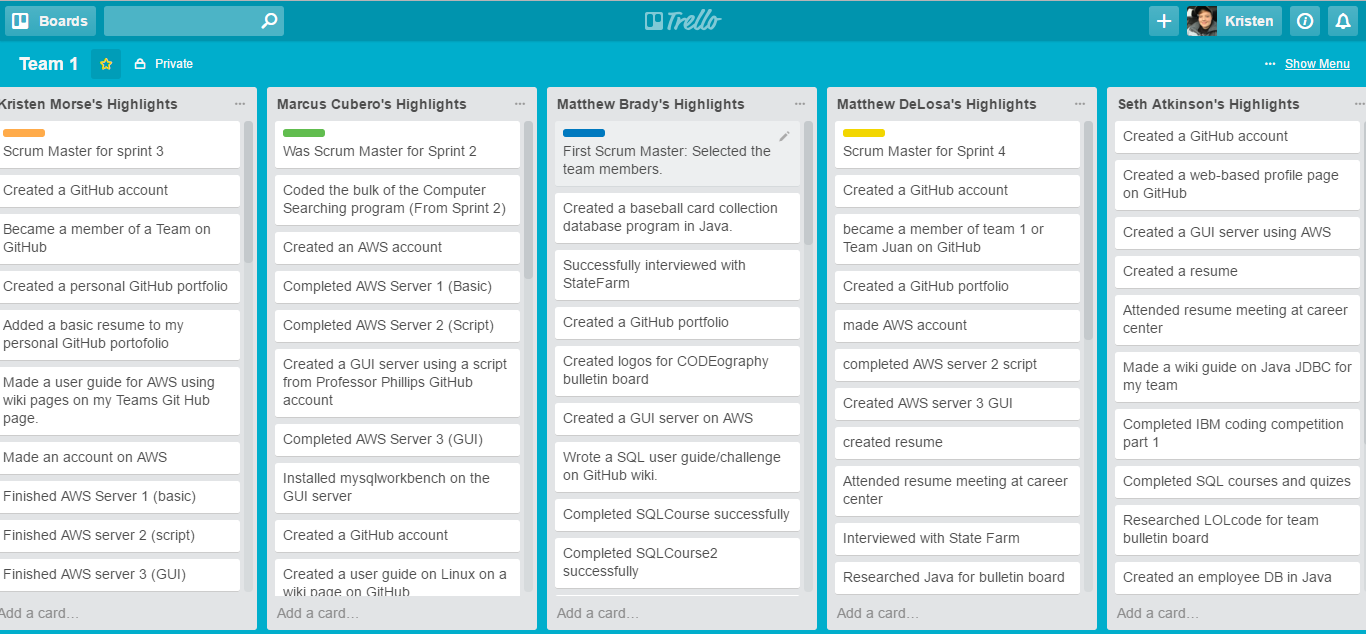 Boards
Trello
Kristen
Team 1
Private
Show Menu
Kristen Morse's Highlights
Scrum Master for sprint 3
Created a GitHub account
Became a member of a Team on
GitHub
Created a personal GitHub portfolio
Added a basic resume to my
personal GitHub portofolio
Made a user guide for AWS using
wiki pages on my Teams Git Hub
page.
Made an account on AWS
Finished AWS Server 1 (basic)
Finished AWS server 2 (script)
Finished AWS server 3 (GUI)
Add a card…
Marcus Cubero's Highlights
Was Scrum Master for Sprint 2
Coded the bulk of the Computer
Searching program (From Sprint 2)
Created an AWS account
Completed AWS Server 1 (Basic)
Completed AWS Server 2 (Script)
Created a GUI server using a script
from Professor Phillips GitHub
account
Completed AWS Server 3 (GUI)
Installed mysqlworkbench on the
GUI server
Created a GitHub account
Created a user guide on Linux on a
wiki page on GitHub
Add a card…
Matthew Brady's Highlights
First Scrum Master: Selected the
team members.
Created a baseball card collection
database program in Java.
Successfully interviewed with
StateFarm
Created a GitHub portfolio
Created logos for CODEography
bulletin board
Created a GUI server on AWS
Wrote a SQL user guide/challenge
on GitHub wiki.
Completed SQLCourse successfully
Completed SQLCourse2
successfully
Add a card…
Matthew DeLosa's Highlights
Scrum Master for Sprint 4
Created a GitHub account
became a member of team 1 or
Team Juan on GitHub
Created a GitHub portfolio
made AWS account
completed AWS server 2 script
Created AWS server 3 GUI
created resume
Attended resume meeting at career
center
Interviewed with State Farm
Researched Java for bulletin board
Add a card…
Seth Atkinson's Highlights
Created a GitHub account
Created a web-based profile page
on GitHub
Created a GUI server using AWS
Created a resume
Attended resume meeting at career
center
Made a wiki guide on Java JDBC for
my team
Completed IBM coding competition
part 1
Completed SQL courses and quizes
Researched LOLcode for team
bulletin board
Created an employee DB in Java
Add a card…